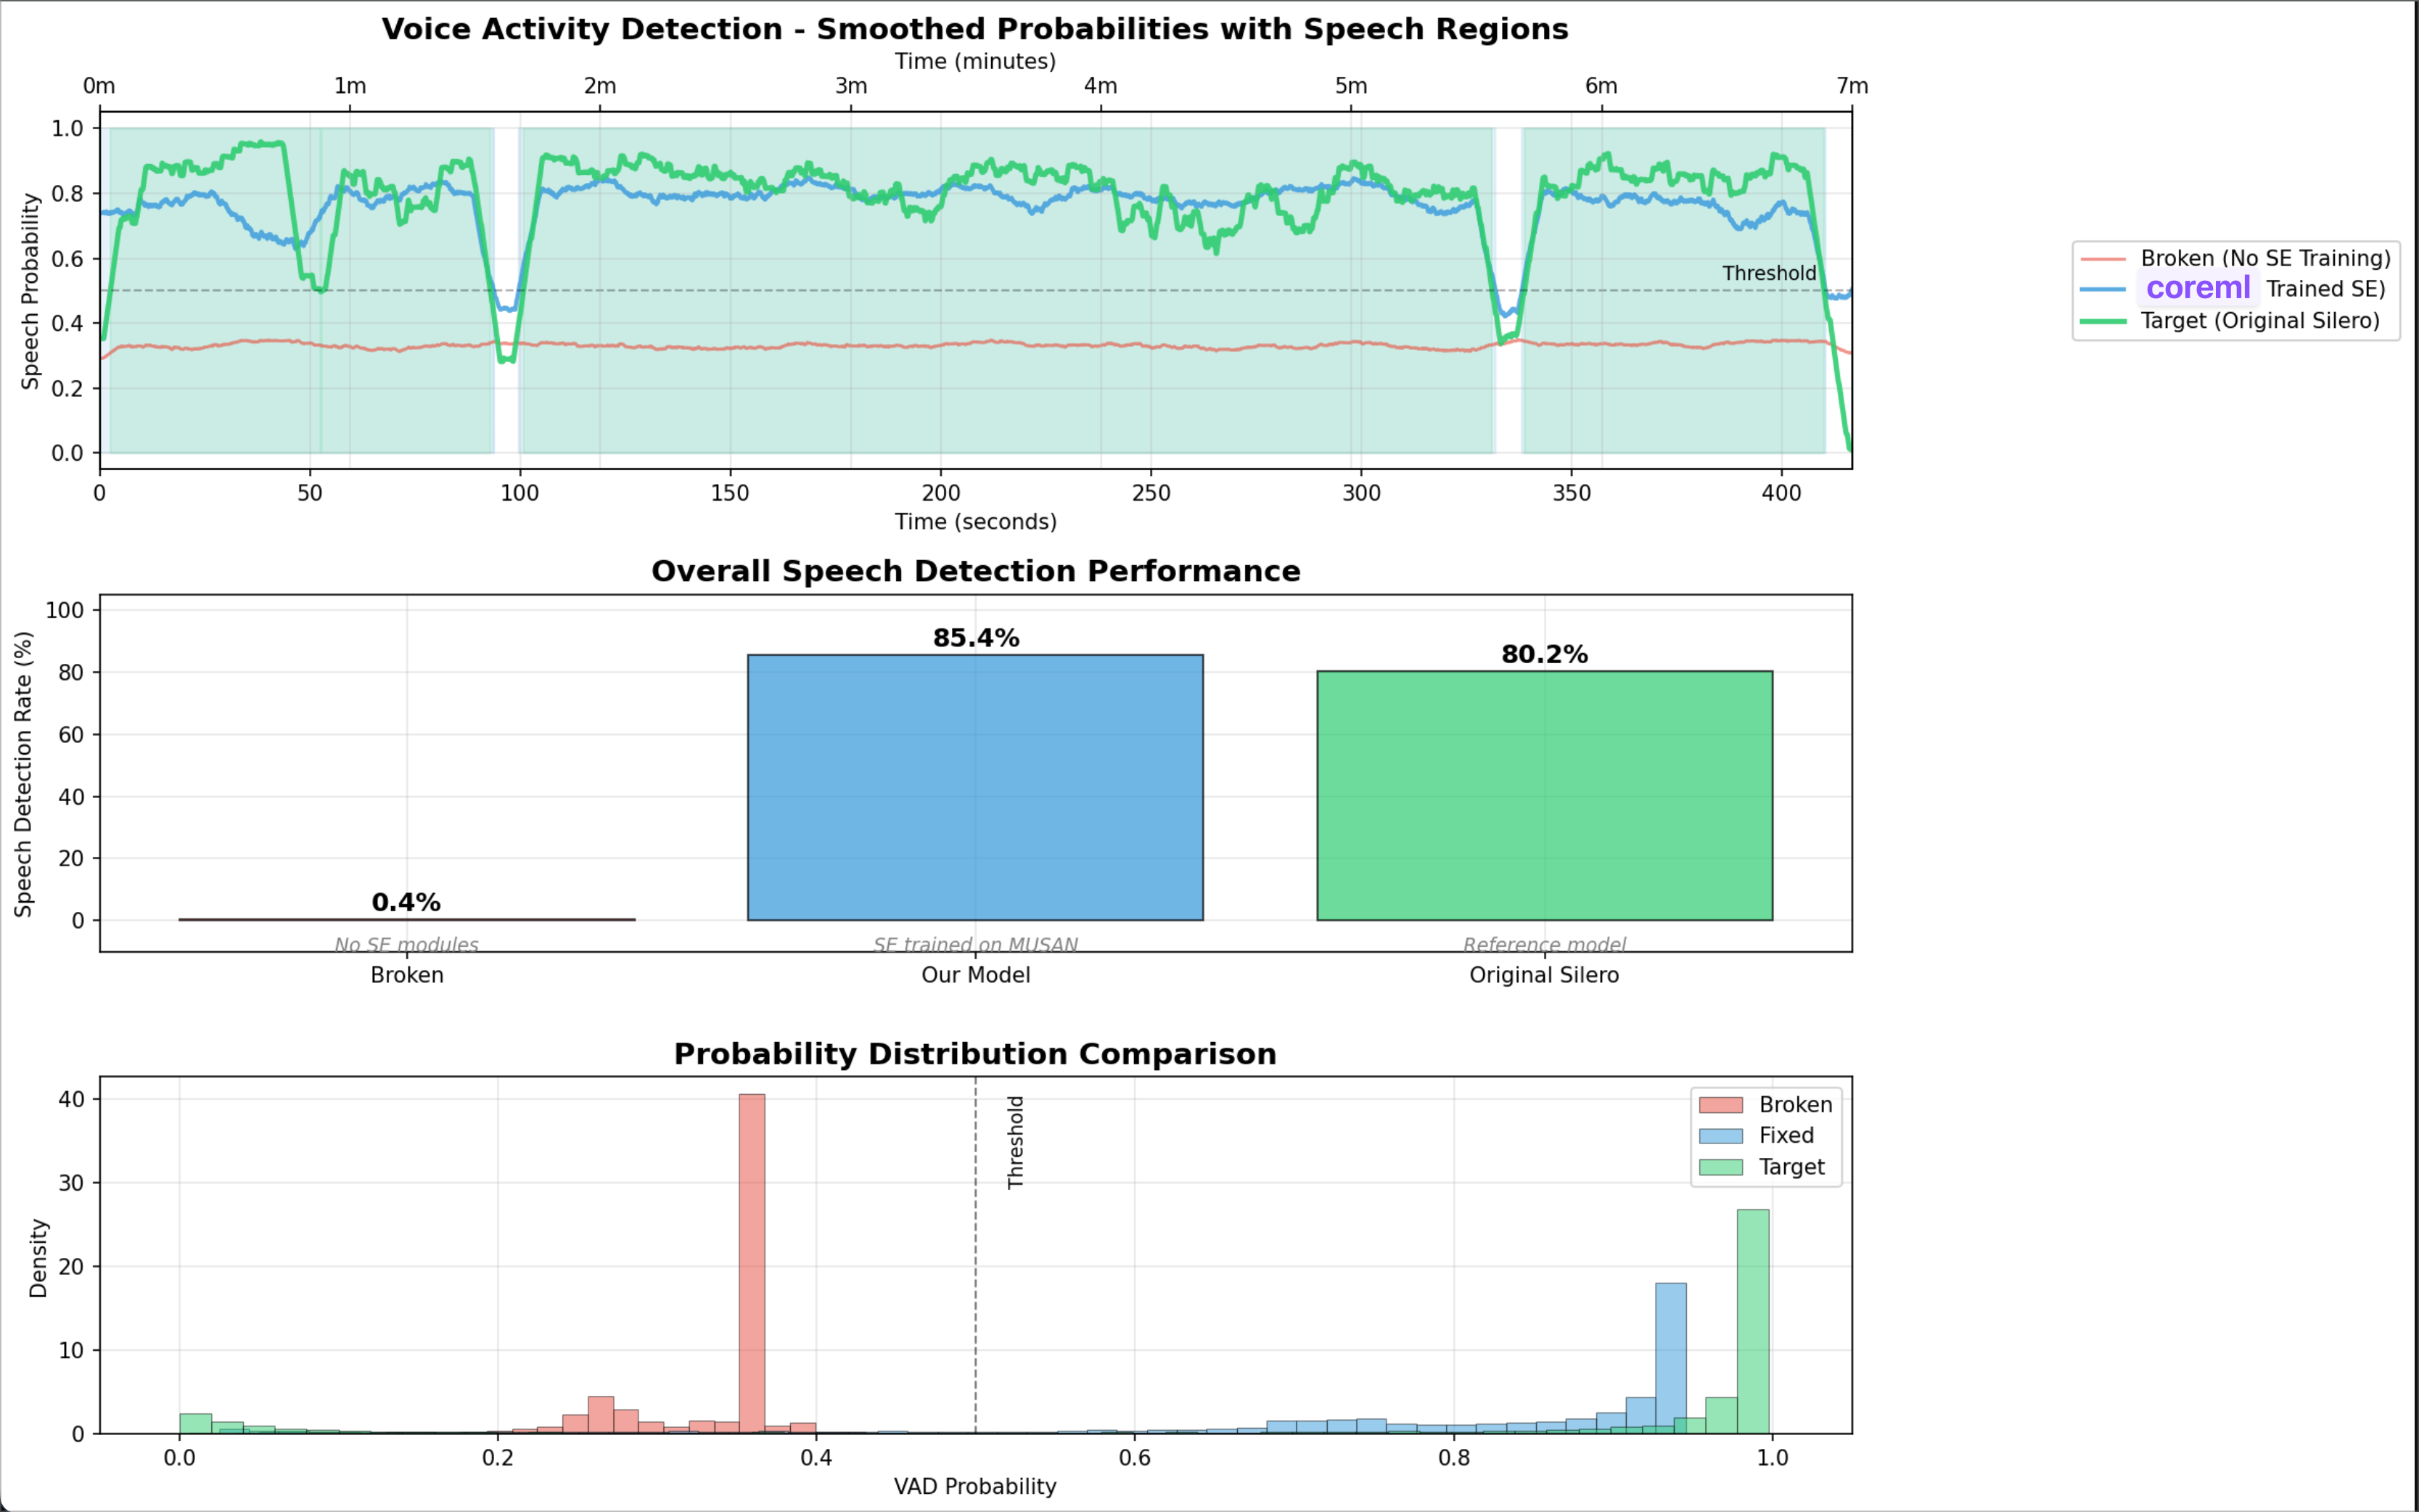 Voice Activity Detection - Smoothed Probabilities with Speech Regions
Time (minutes)
0m 1m 2m 3m 4m 5m 6m 7m
Speech Probability
1.0
0.8
0.6
0.4
0.2
0.0
Threshold
0 50 100 150 200 250 300 350 400
Time (seconds)
Broken (No SE Training)
coreml Trained SE)
Target (Original Silero)
Overall Speech Detection Performance
Speech Detection Rate (%)
100
80
60
40
20
0
0.4%
85.4%
80.2%
No SE modules
SE trained on MUSAN
Reference model
Broken
Our Model
Original Silero
Probability Distribution Comparison
Density
40
30
20
10
0
Threshold
Broken
Fixed
Target
0.0 0.2 0.4 0.6 0.8 1.0
VAD Probability